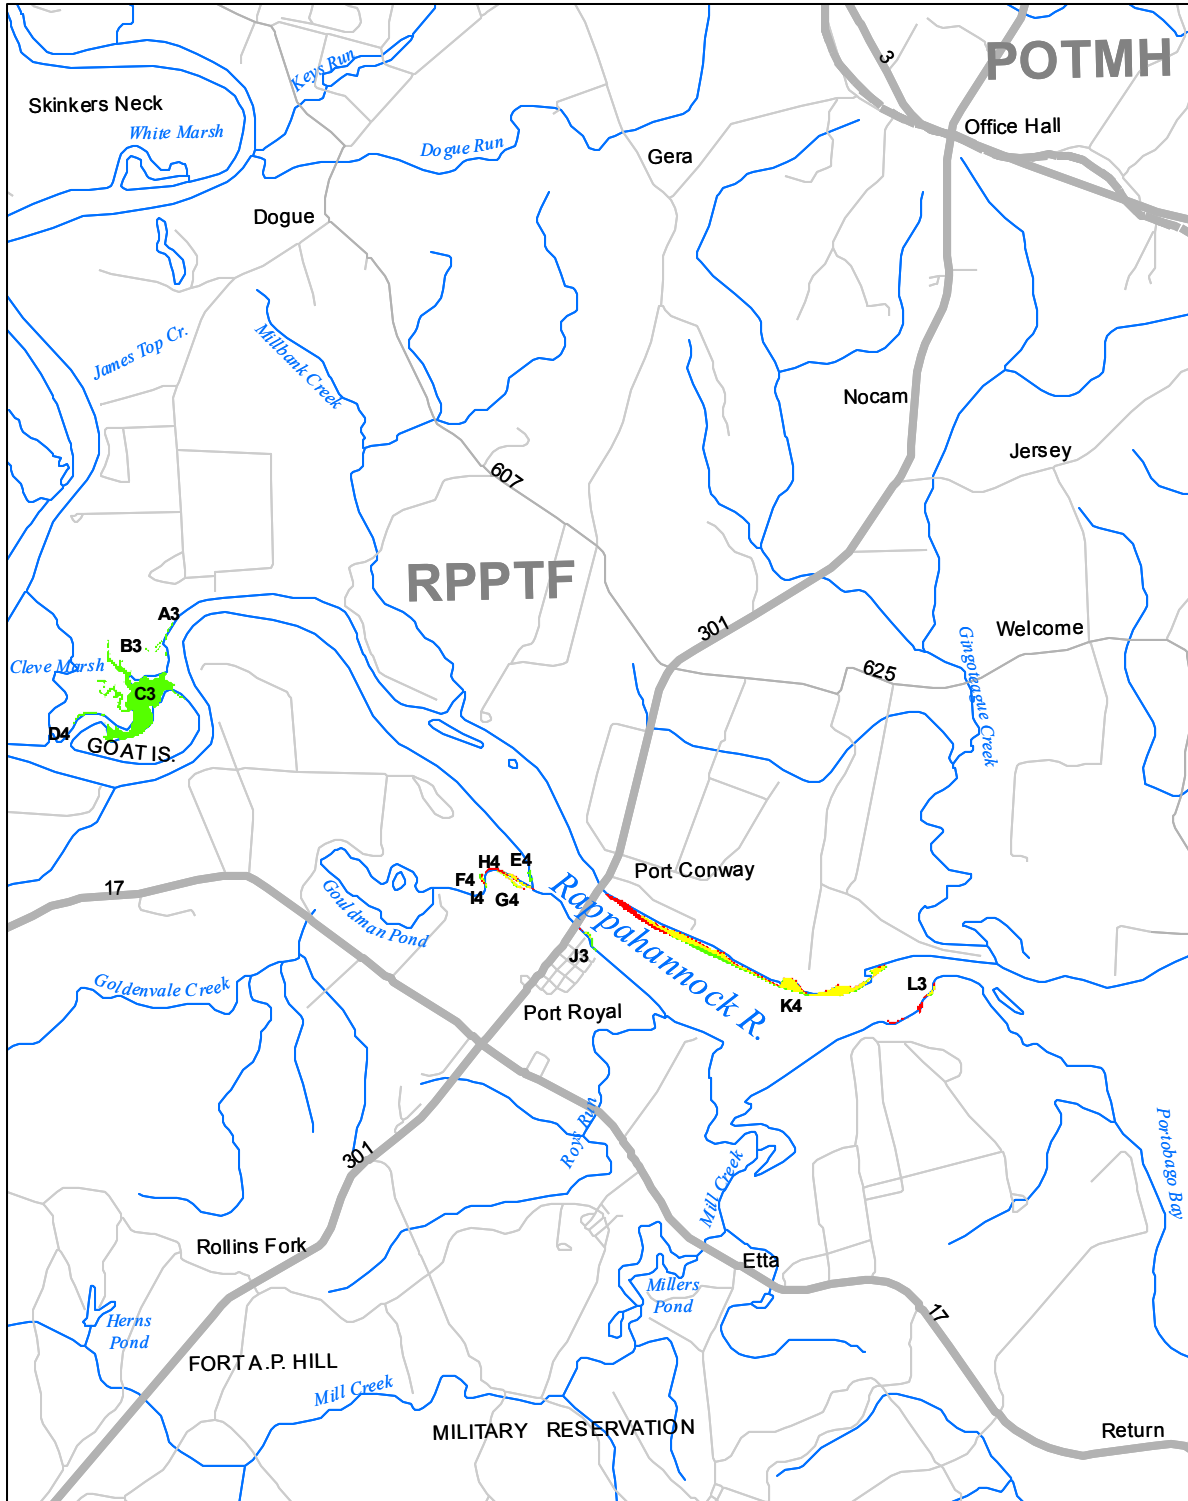 POTMH
3
Keys Run
Skinkers Neck
White Marsh
Office Hall
Dogue Run
Gera
Dogue
James Top Cr.
Millbank Creek
Nocam
Jersey
607
RPPTF
A3
B3
301
Welcome
Gingoteague Creek
Cleve Marsh
625
C3
D4
GOAT IS.
H4
E4
Port Conway
F4
17
I4
G4
Gouldman Pond
Rappahannock R.
J3
Goldenvale Creek
L3
K4
Port Royal
Roys Run
301
Portobago Bay
Mill Creek
Rollins Fork
Etta
Millers
Pond
17
Herns
Pond
FORT A.P. HILL
Mill Creek
MILITARY RESERVATION
Return